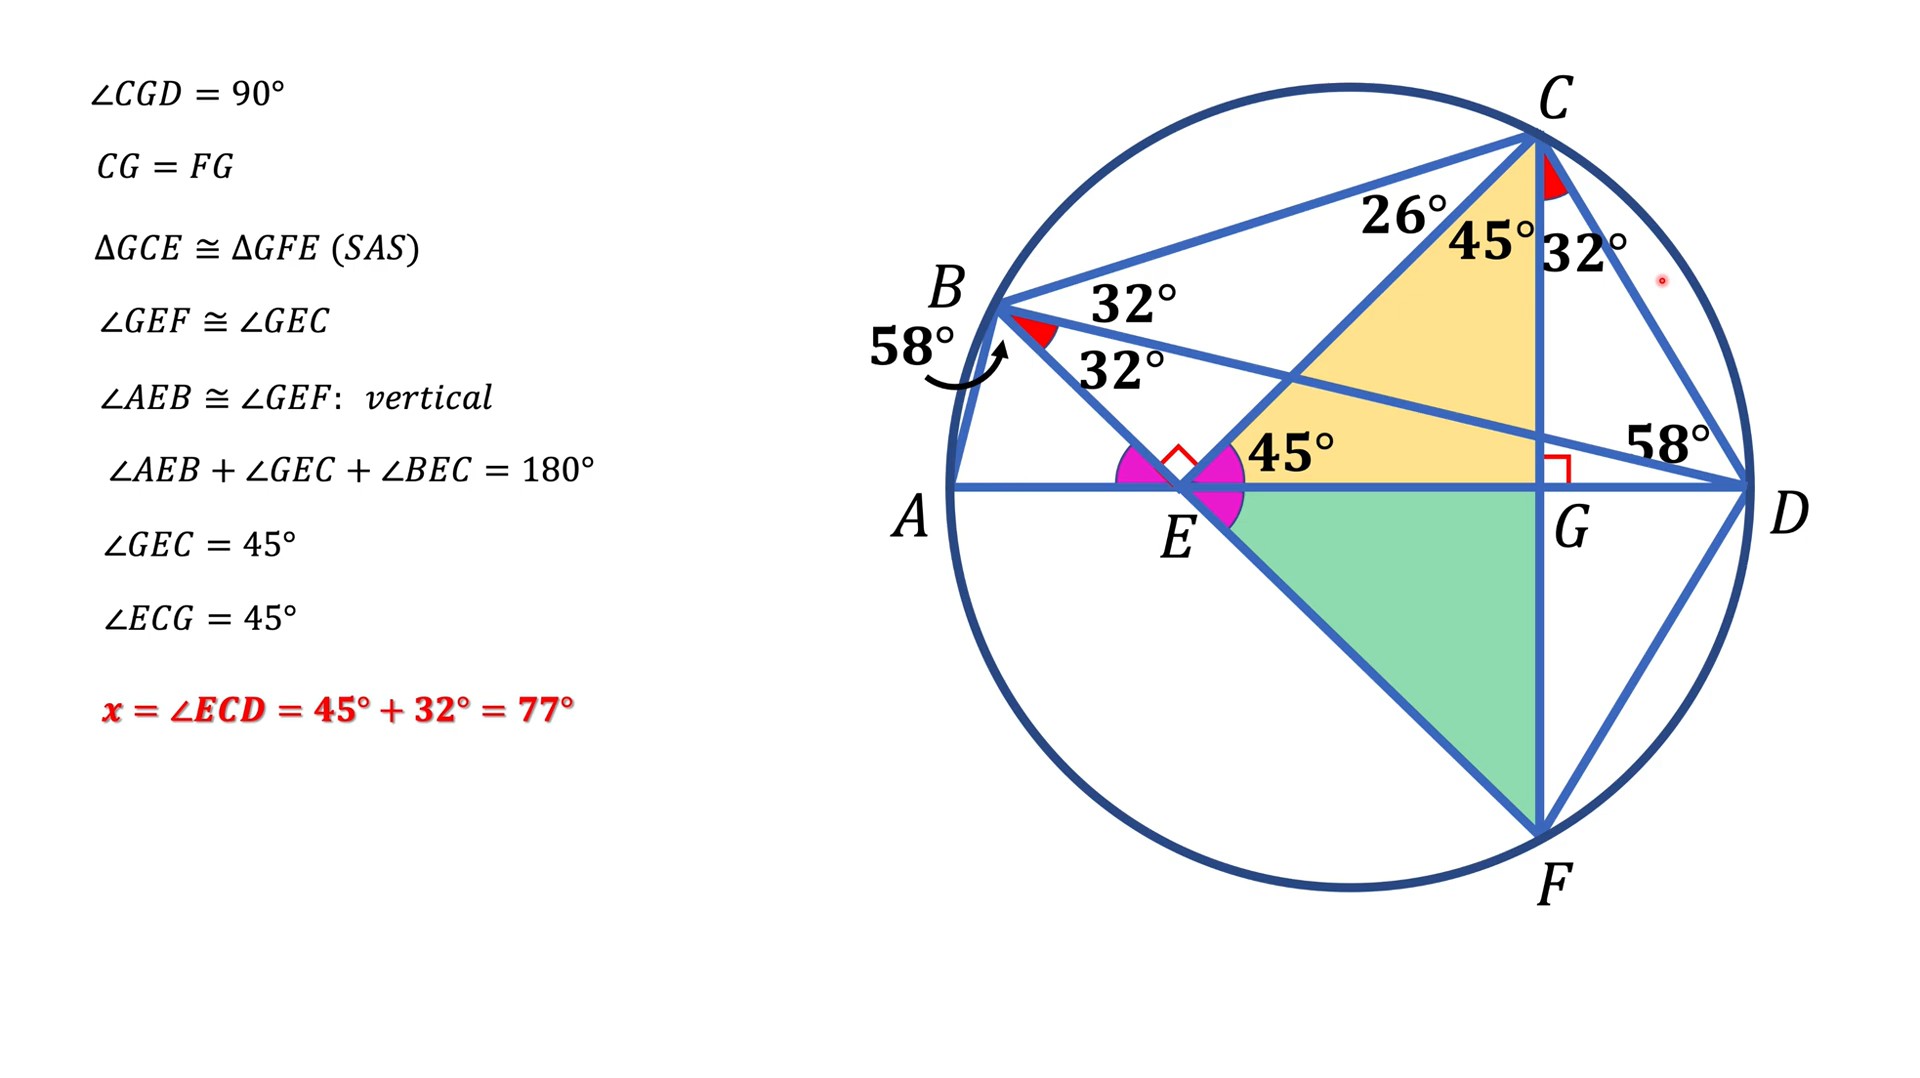 ∠CGD = 90°
CG = FG
ΔGCE ≅ ΔGFE (SAS)
∠GEF ≅ ∠GEC
∠AEB ≅ ∠GEF: vertical
∠AEB + ∠GEC + ∠BEC = 180°
∠GEC = 45°
∠ECG = 45°
x = ∠ECD = 45° + 32° = 77°
C
26°
45°
32°
B
32°
58°
32°
45°
58°
A
E
G
D
F